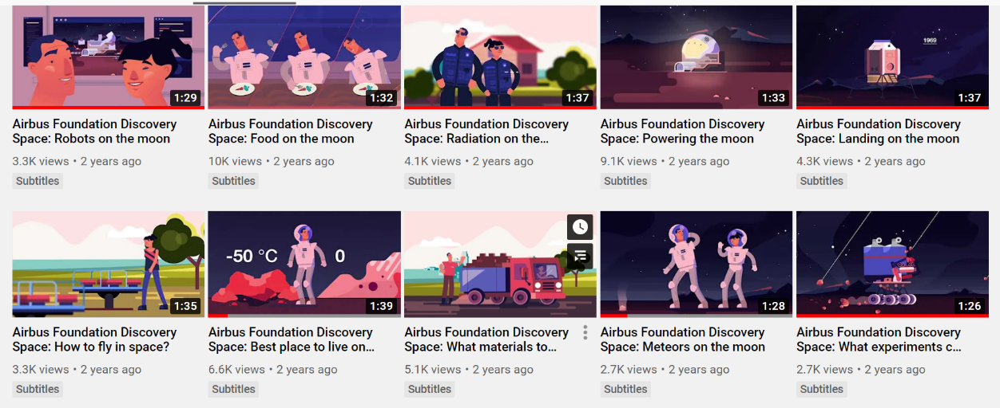 1:29
1:32
1:37
1:33
1969
1:37
Airbus Foundation Discovery
Space: Robots on the moon
3.3K views • 2 years ago
Subtitles
Airbus Foundation Discovery
Space: Food on the moon
10K views • 2 years ago
Subtitles
Airbus Foundation Discovery
Space: Radiation on the...
4.1K views • 2 years ago
Subtitles
Airbus Foundation Discovery
Space: Powering the moon
9.1K views • 2 years ago
Subtitles
Airbus Foundation Discovery
Space: Landing on the moon
4.3K views • 2 years ago
Subtitles
1:35
-50 °C 0
1:39
1:28
1:26
Airbus Foundation Discovery
Space: How to fly in space?
3.3K views • 2 years ago
Subtitles
Airbus Foundation Discovery
Space: Best place to live on...
6.6K views • 2 years ago
Subtitles
Airbus Foundation Discovery
Space: What materials to...
5.1K views • 2 years ago
Subtitles
Airbus Foundation Discovery
Space: Meteors on the moon
2.7K views • 2 years ago
Subtitles
Airbus Foundation Discovery
Space: What experiments c...
2.7K views • 2 years ago
Subtitles